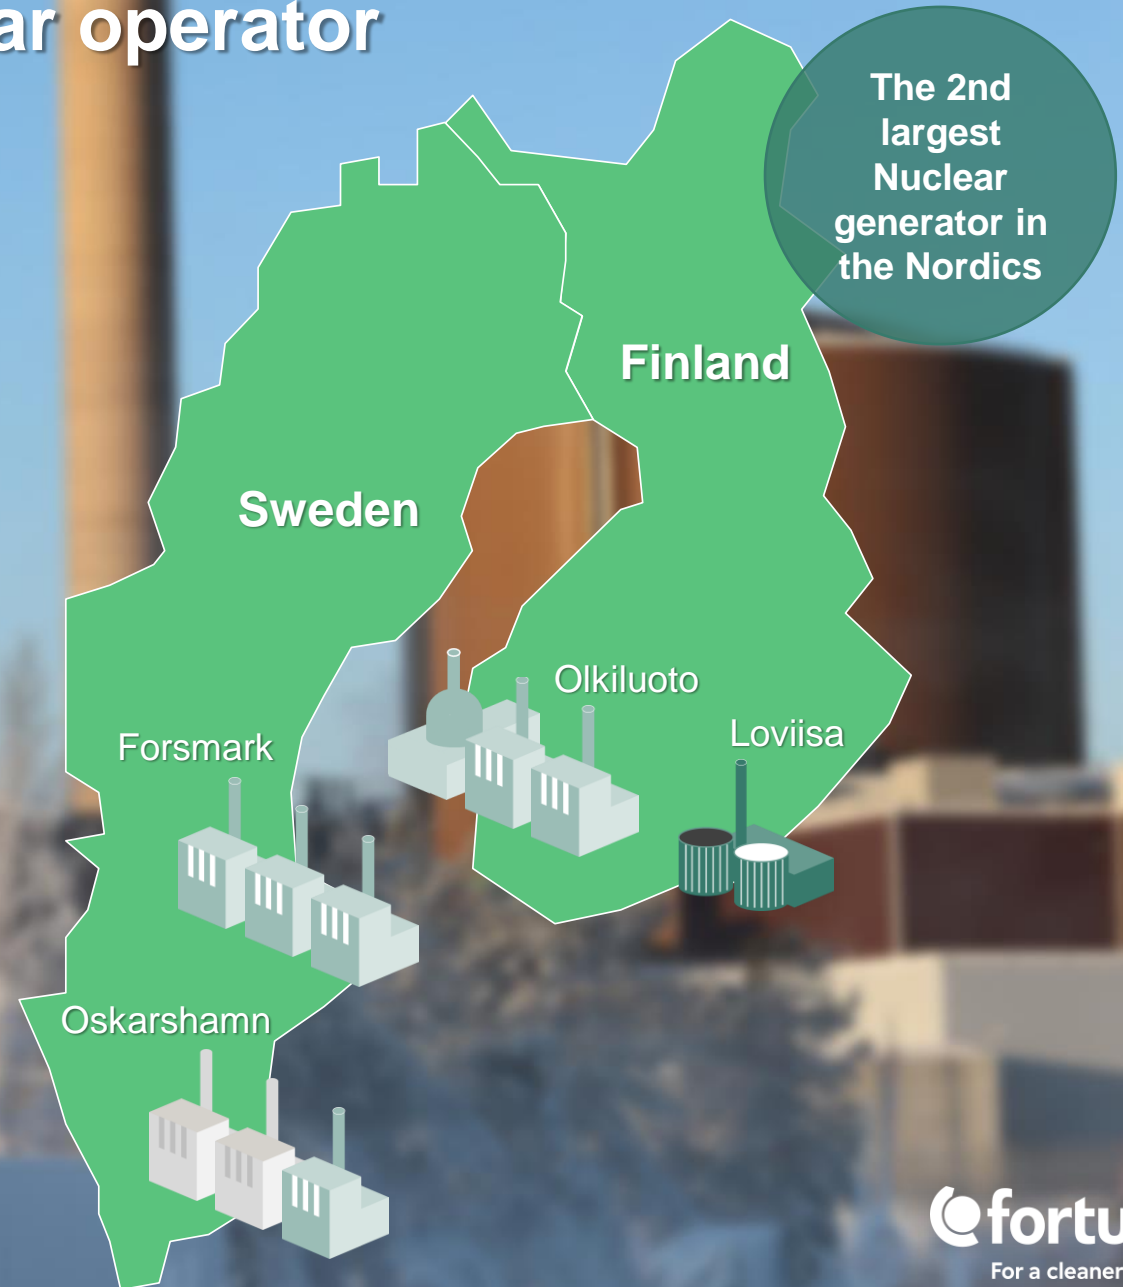 ar operator
The 2nd
largest
Nuclear
generator in
the Nordics
Finland
Sweden
Olkiluoto
Loviisa
Forsmark
Oskarshamn
fortu
For a cleaner